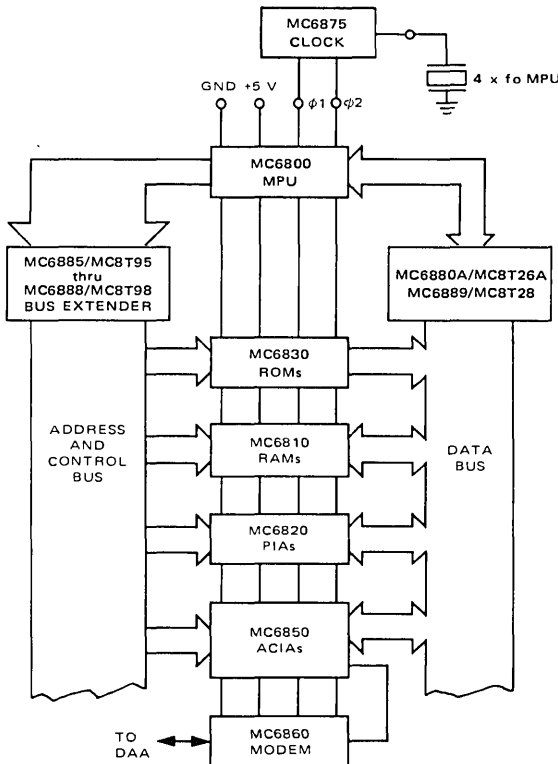 MC6875
CLOCK
4 x fo MPU
GND +5 V
φ1 φ2
MC6800
MPU
MC6885/MC8T95
thru
MC6888/MC8T98
BUS EXTENDER
MC6880A/MC8T26A
MC6889/MC8T28
MC6830
ROMs
ADDRESS
AND
CONTROL
BUS
MC6810
RAMs
DATA
BUS
MC6820
PIAs
MC6850
ACIAs
TO
DAA
MC6860
MODEM